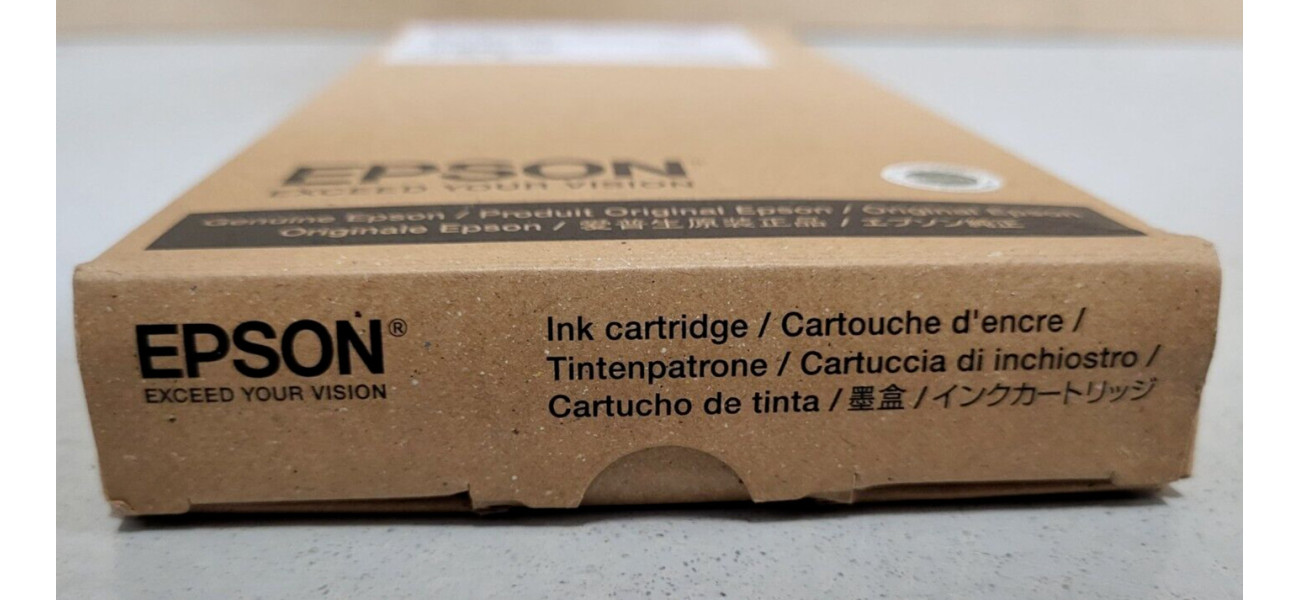 EPSON
EXCEED YOUR VISION
Genuine Epson / Produit Original Epson / Original Epson
Originale Epson / 爱普生原装正品 / エプソン純正
EPSON®
EXCEED YOUR VISION
Ink cartridge / Cartouche d'encre /
Tintenpatrone / Cartuccia di inchiostro /
Cartucho de tinta / 墨盒 / インクカートリッジ